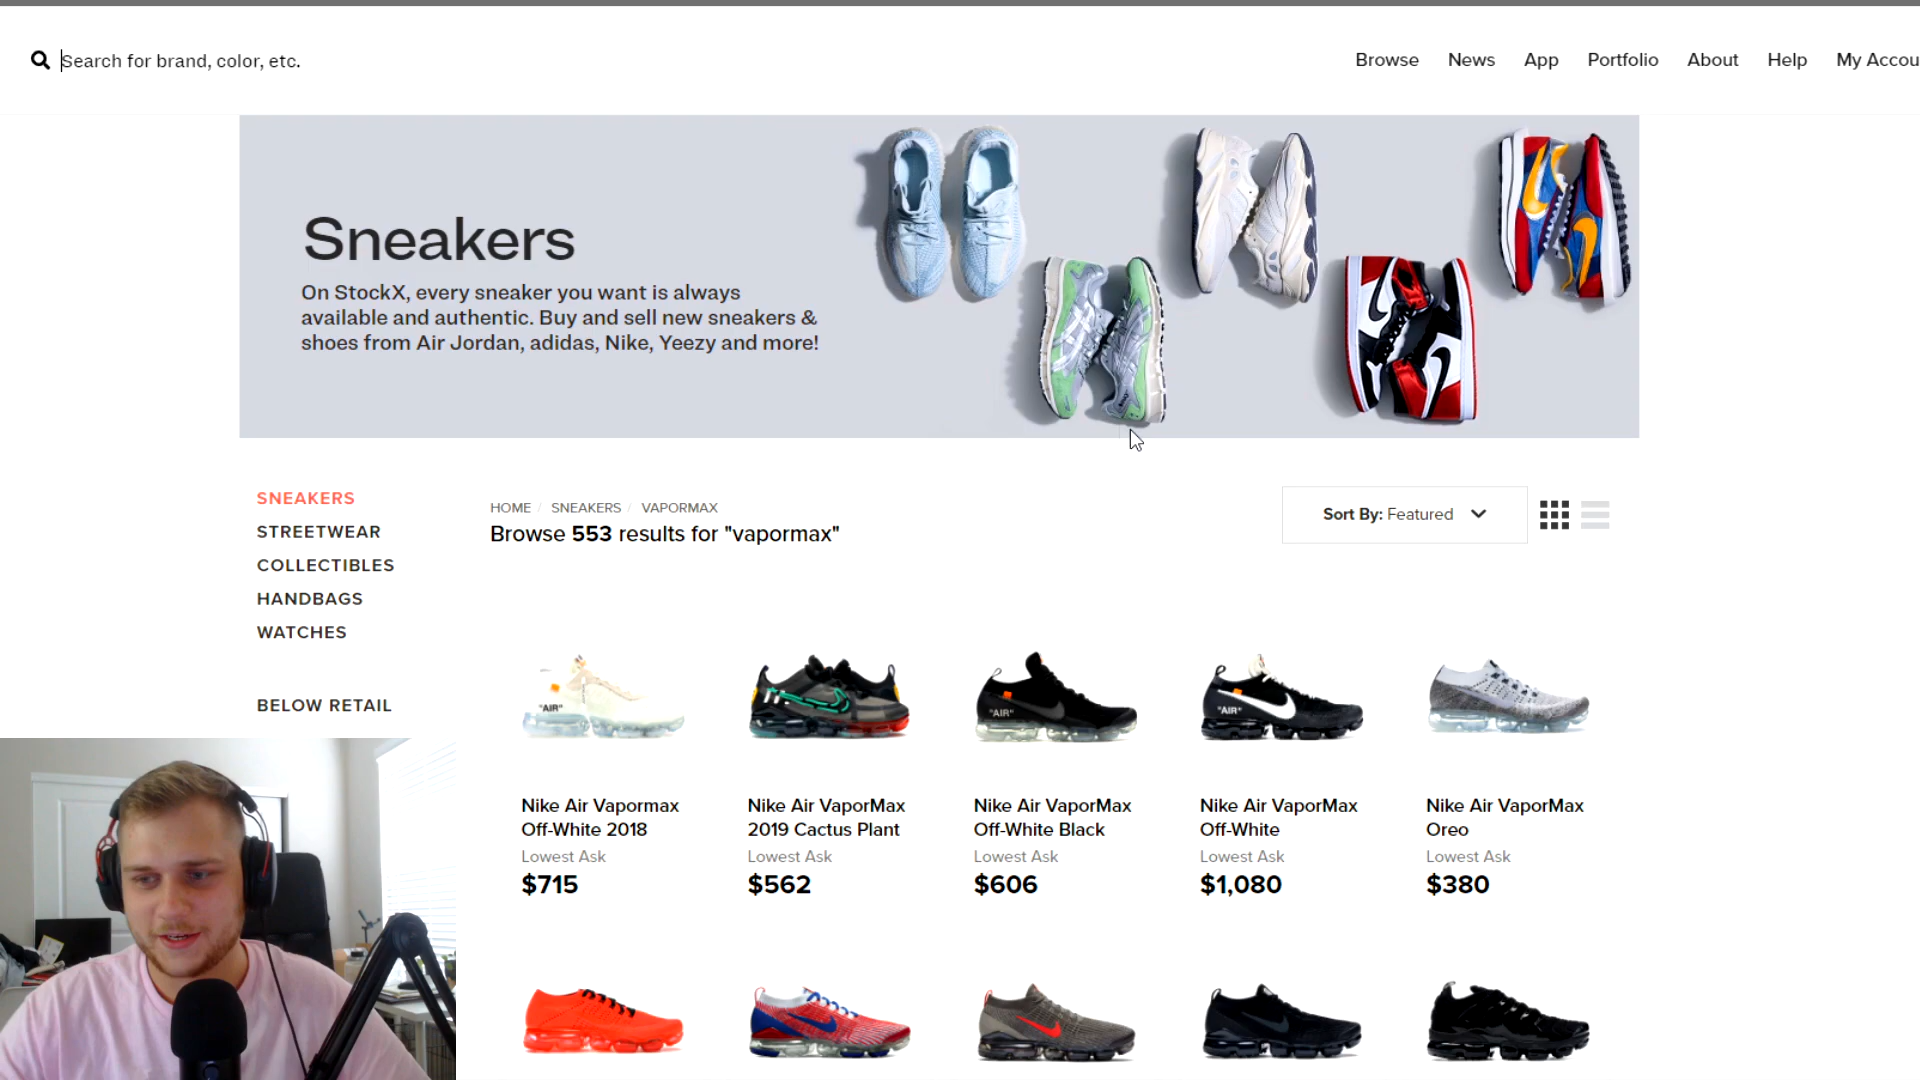 Search for brand, color, etc.
Browse News App Portfolio About Help My Accou
Sneakers
On StockX, every sneaker you want is always
available and authentic. Buy and sell new sneakers &
shoes from Air Jordan, adidas, Nike, Yeezy and more!
SNEAKERS
STREETWEAR
COLLECTIBLES
HANDBAGS
WATCHES
BELOW RETAIL
HOME / SNEAKERS / VAPORMAX
Browse 553 results for "vapormax"
Sort By: Featured
"AIR"
"AIR"
"AIR"
Nike Air Vapormax
Off-White 2018
Lowest Ask
$715
Nike Air VaporMax
2019 Cactus Plant
Lowest Ask
$562
Nike Air VaporMax
Off-White Black
Lowest Ask
$606
Nike Air VaporMax
Off-White
Lowest Ask
$1,080
Nike Air VaporMax
Oreo
Lowest Ask
$380